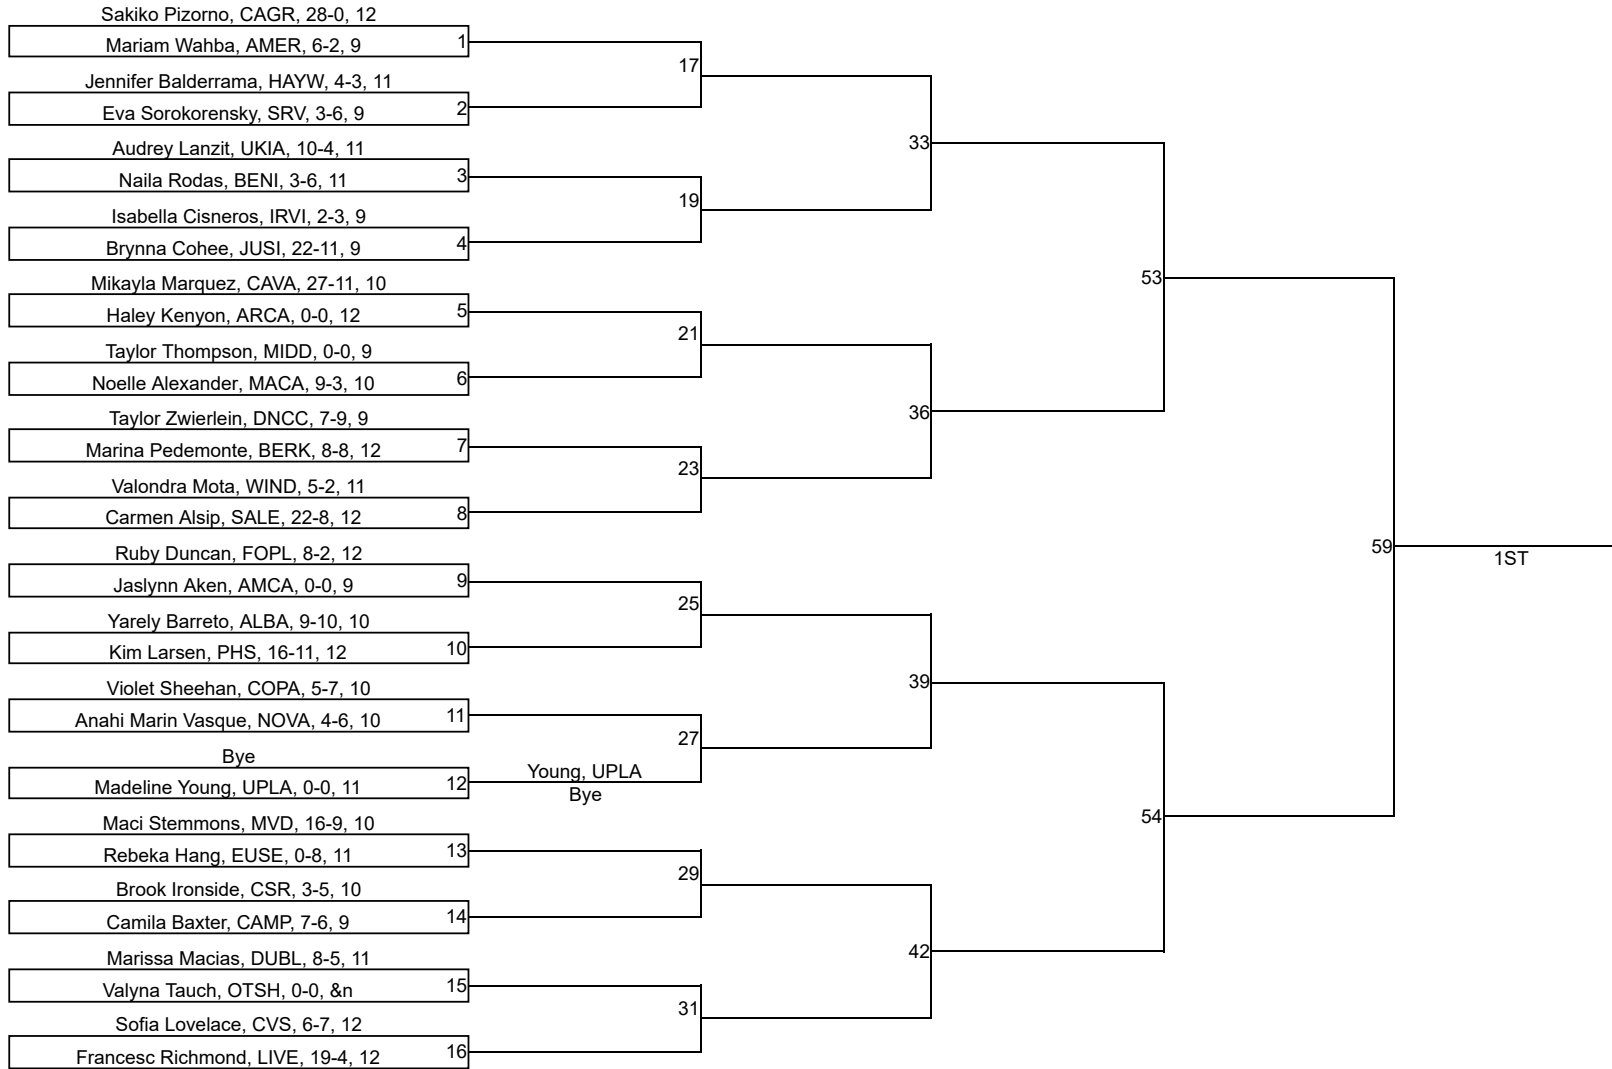 Sakiko Pizorno, CAGR, 28-0, 12
Mariam Wahba, AMER, 6-2, 9
1
Jennifer Balderrama, HAYW, 4-3, 11
Eva Sorokorensky, SRV, 3-6, 9
2
Audrey Lanzit, UKIA, 10-4, 11
Naila Rodas, BENI, 3-6, 11
3
Isabella Cisneros, IRVI, 2-3, 9
Brynna Cohee, JUSI, 22-11, 9
4
Mikayla Marquez, CAVA, 27-11, 10
Haley Kenyon, ARCA, 0-0, 12
5
Taylor Thompson, MIDD, 0-0, 9
Noelle Alexander, MACA, 9-3, 10
6
Taylor Zwierlein, DNCC, 7-9, 9
Marina Pedemonte, BERK, 8-8, 12
7
Valondra Mota, WIND, 5-2, 11
Carmen Alsip, SALE, 22-8, 12
8
Ruby Duncan, FOPL, 8-2, 12
Jaslynn Aken, AMCA, 0-0, 9
9
Yarely Barreto, ALBA, 9-10, 10
Kim Larsen, PHS, 16-11, 12
10
Violet Sheehan, COPA, 5-7, 10
Anahi Marin Vasque, NOVA, 4-6, 10
11
Bye
Madeline Young, UPLA, 0-0, 11
12
Maci Stemmons, MVD, 16-9, 10
Rebeka Hang, EUSE, 0-8, 11
13
Brook Ironside, CSR, 3-5, 10
Camila Baxter, CAMP, 7-6, 9
14
Marissa Macias, DUBL, 8-5, 11
Valyna Tauch, OTSH, 0-0, &n
15
Sofia Lovelace, CVS, 6-7, 12
Francesc Richmond, LIVE, 19-4, 12
16
17
19
21
23
25
27
Young, UPLA
Bye
29
31
33
36
39
42
53
54
59
1ST